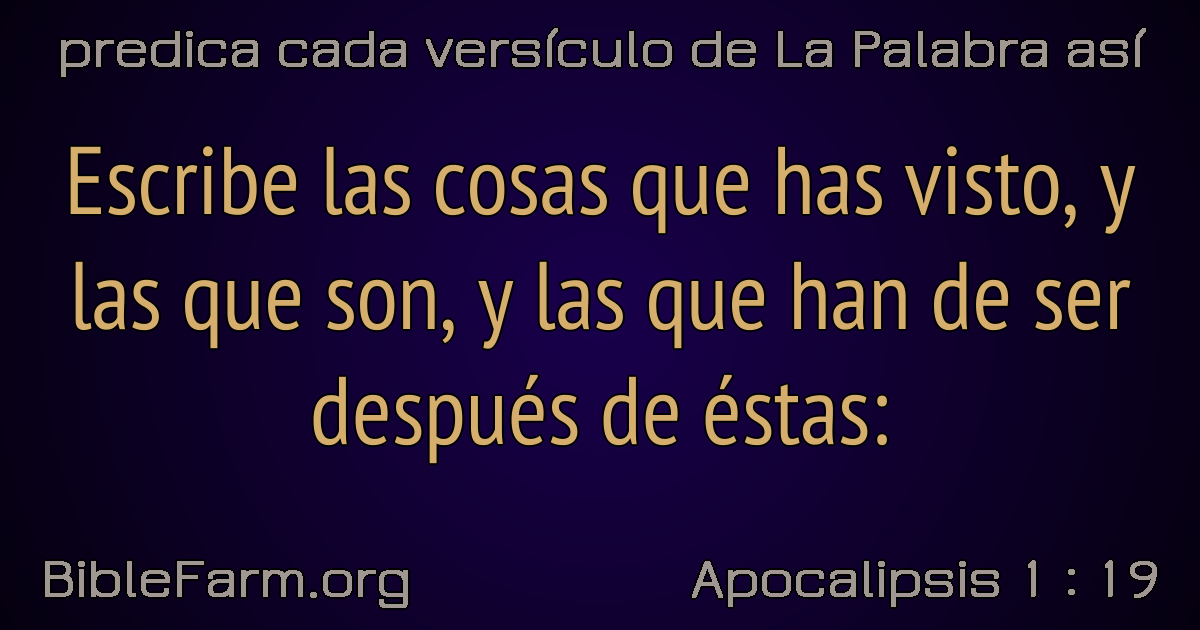 predica cada versículo de La Palabra así
Escribe las cosas que has visto, y
las que son, y las que han de ser
después de éstas:
BibleFarm.org
Apocalipsis 1 : 19